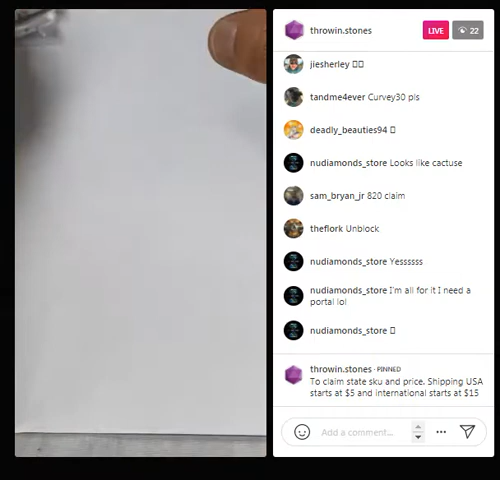 throwin.stones LIVE 22
jiesherley
tandme4ever Curvey30 pls
deadly_beauties94
nudiamonds_store Looks like cactuse
sam_bryan_jr 820 claim
theflork Unblock
nudiamonds_store Yessssss
nudiamonds_store I'm all for it I need a
portal lol
nudiamonds_store
throwin.stones · PINNED
To claim state sku and price. Shipping USA
starts at $5 and international starts at $15
Add a comment...